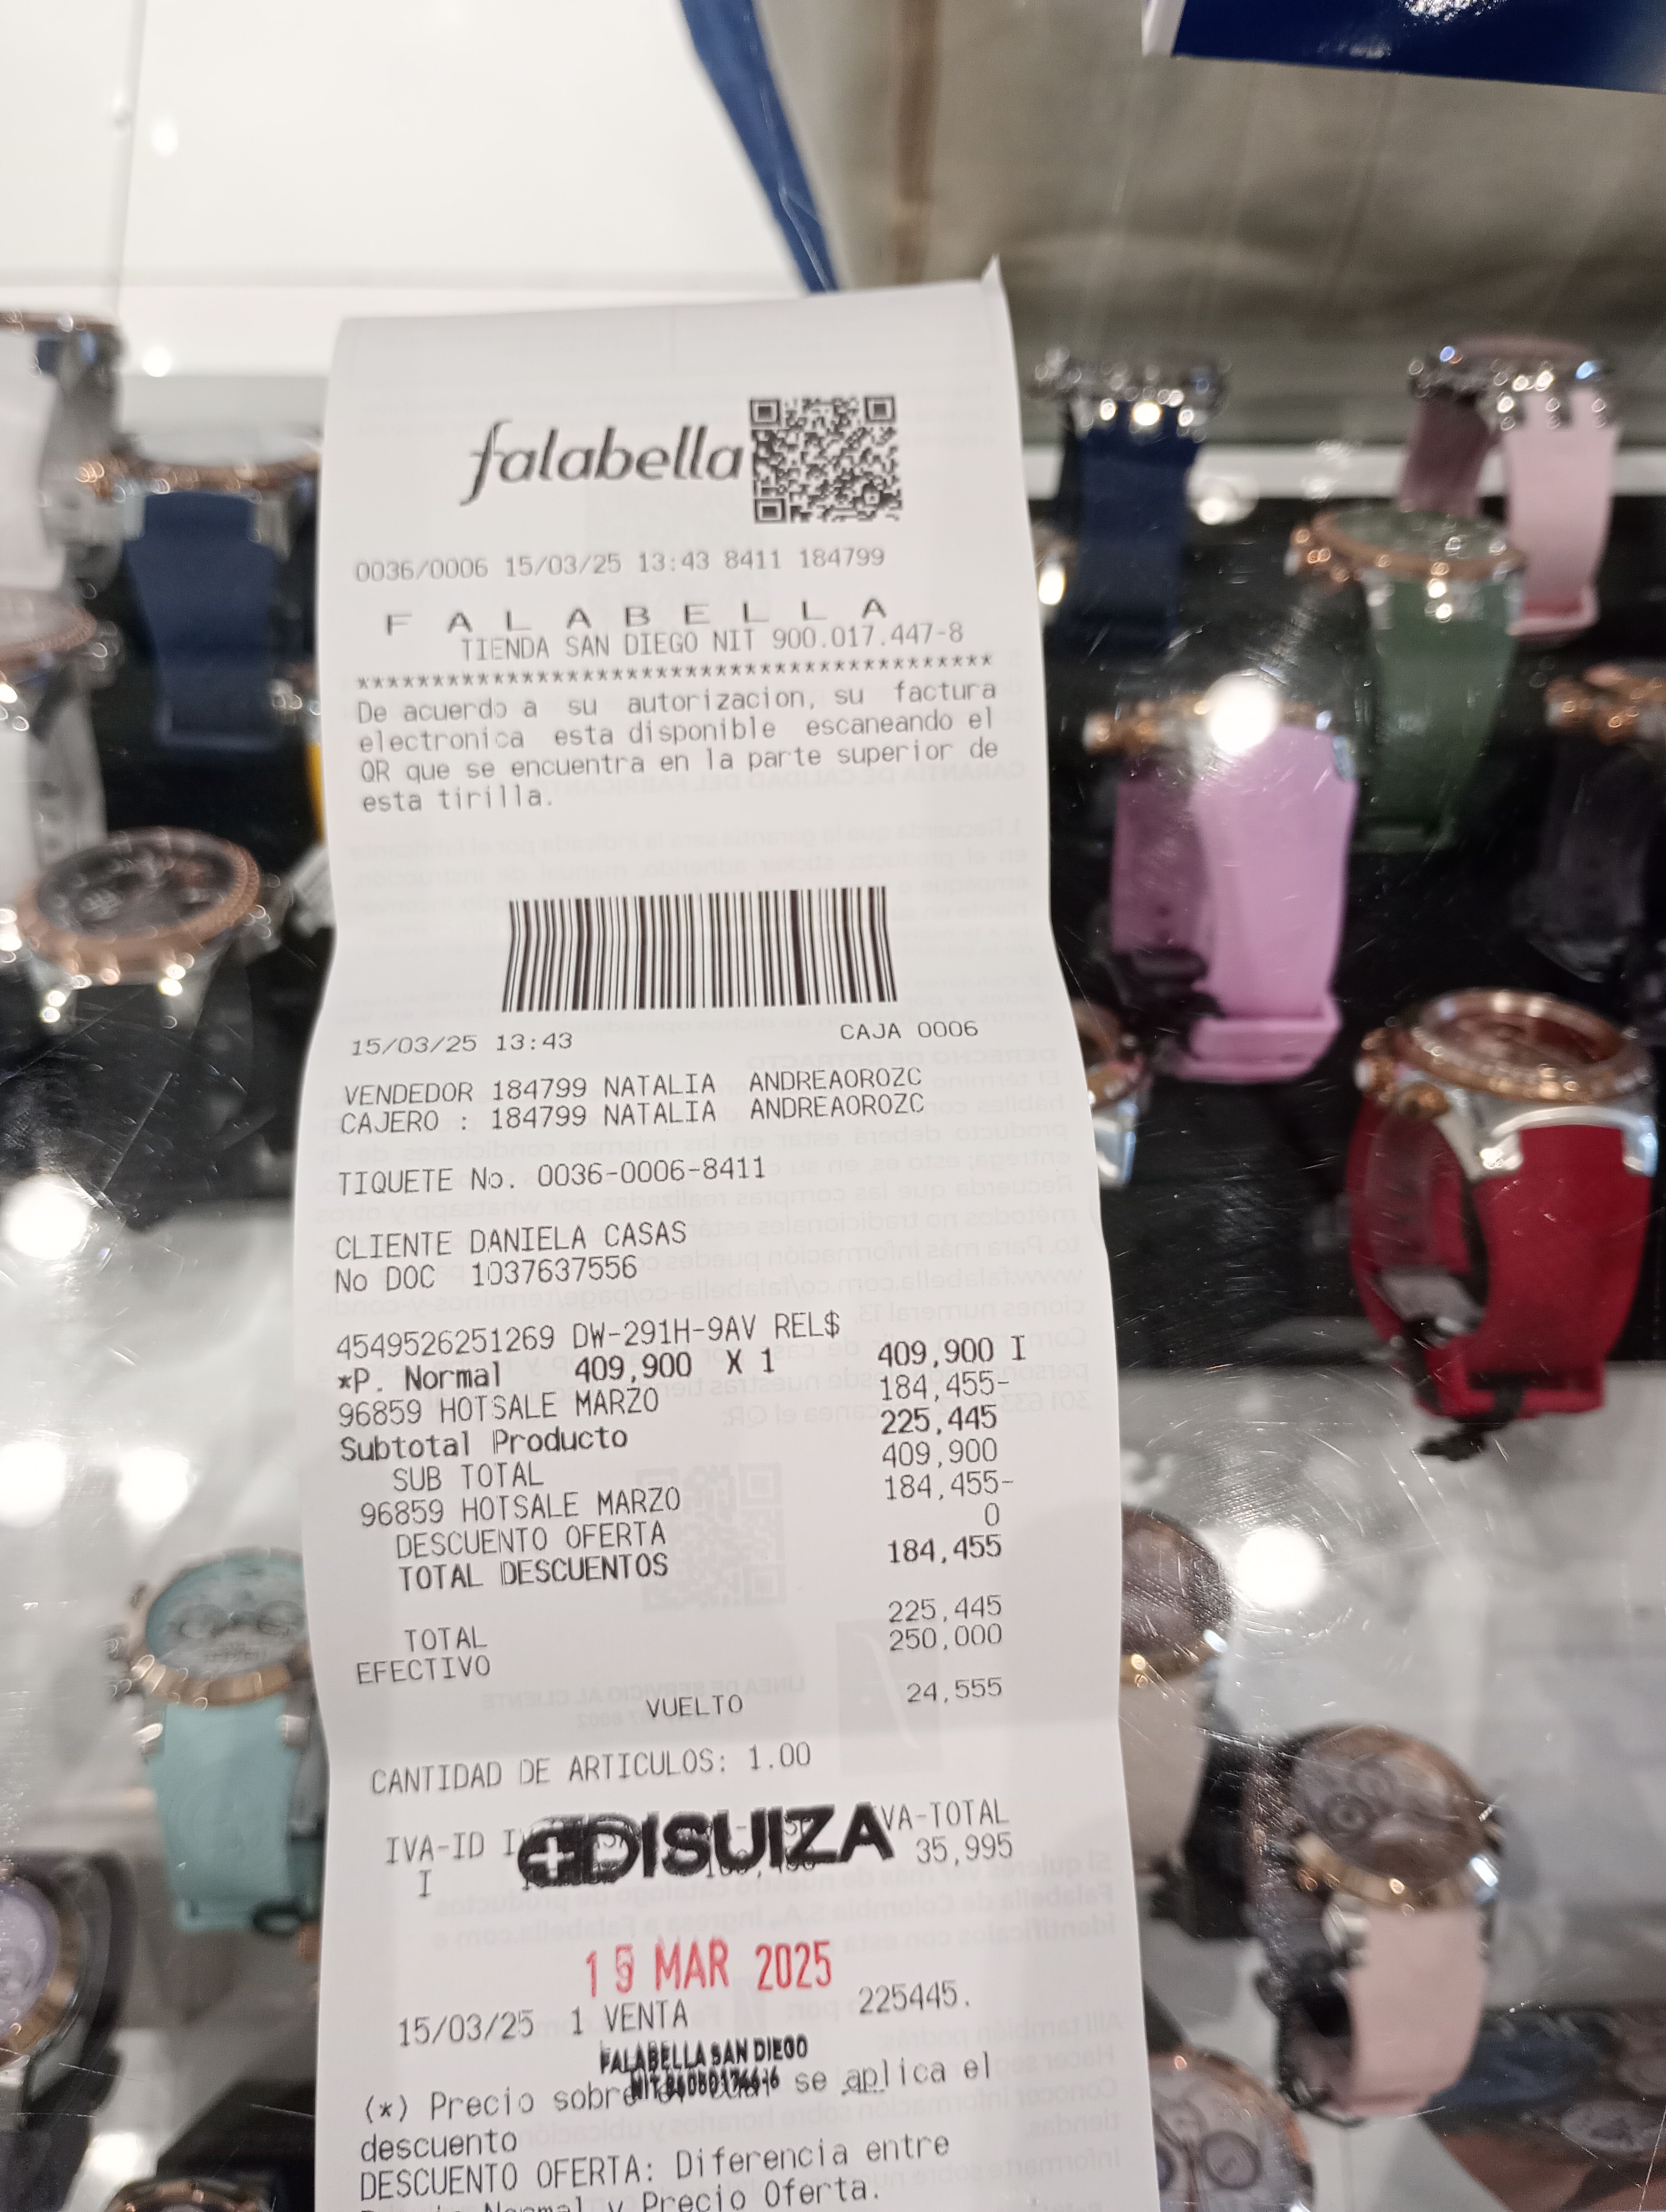 falabella
0036/0006 15/03/25 13:43 8411 184799
F A L A B E L L A
TIENDA SAN DIEGO NIT 900.017.447-8
*******************************************
De acuerdo a su autorizacion, su factura
electronica esta disponible escaneando el
QR que se encuentra en la parte superior de
esta tirilla.
15/03/25 13:43 CAJA 0006
VENDEDOR 184799 NATALIA ANDREAOROZC
CAJERO : 184799 NATALIA ANDREAOROZC
TIQUETE No. 0036-0006-8411
CLIENTE DANIELA CASAS
No DOC 1037637556
4549526251269 DW-291H-9AV REL$
*P. Normal 409,900 X 1 409,900 I
96859 HOTSALE MARZO 184,455-
Subtotal Producto 225,445
SUB TOTAL 409,900
96859 HOTSALE MARZO 184,455-
DESCUENTO OFERTA 0
TOTAL DESCUENTOS 184,455
TOTAL 225,445
EFECTIVO 250,000
VUELTO 24,555
CANTIDAD DE ARTICULOS: 1.00
IVA-ID IVA-TOTAL
I 35,995
DISUIZA
15 MAR 2025
15/03/25 1 VENTA 225445.
FALABELLA SAN DIEGO
(*) Precio sobre se aplica el
descuento
DESCUENTO OFERTA: Diferencia entre
Normal y Precio Oferta.